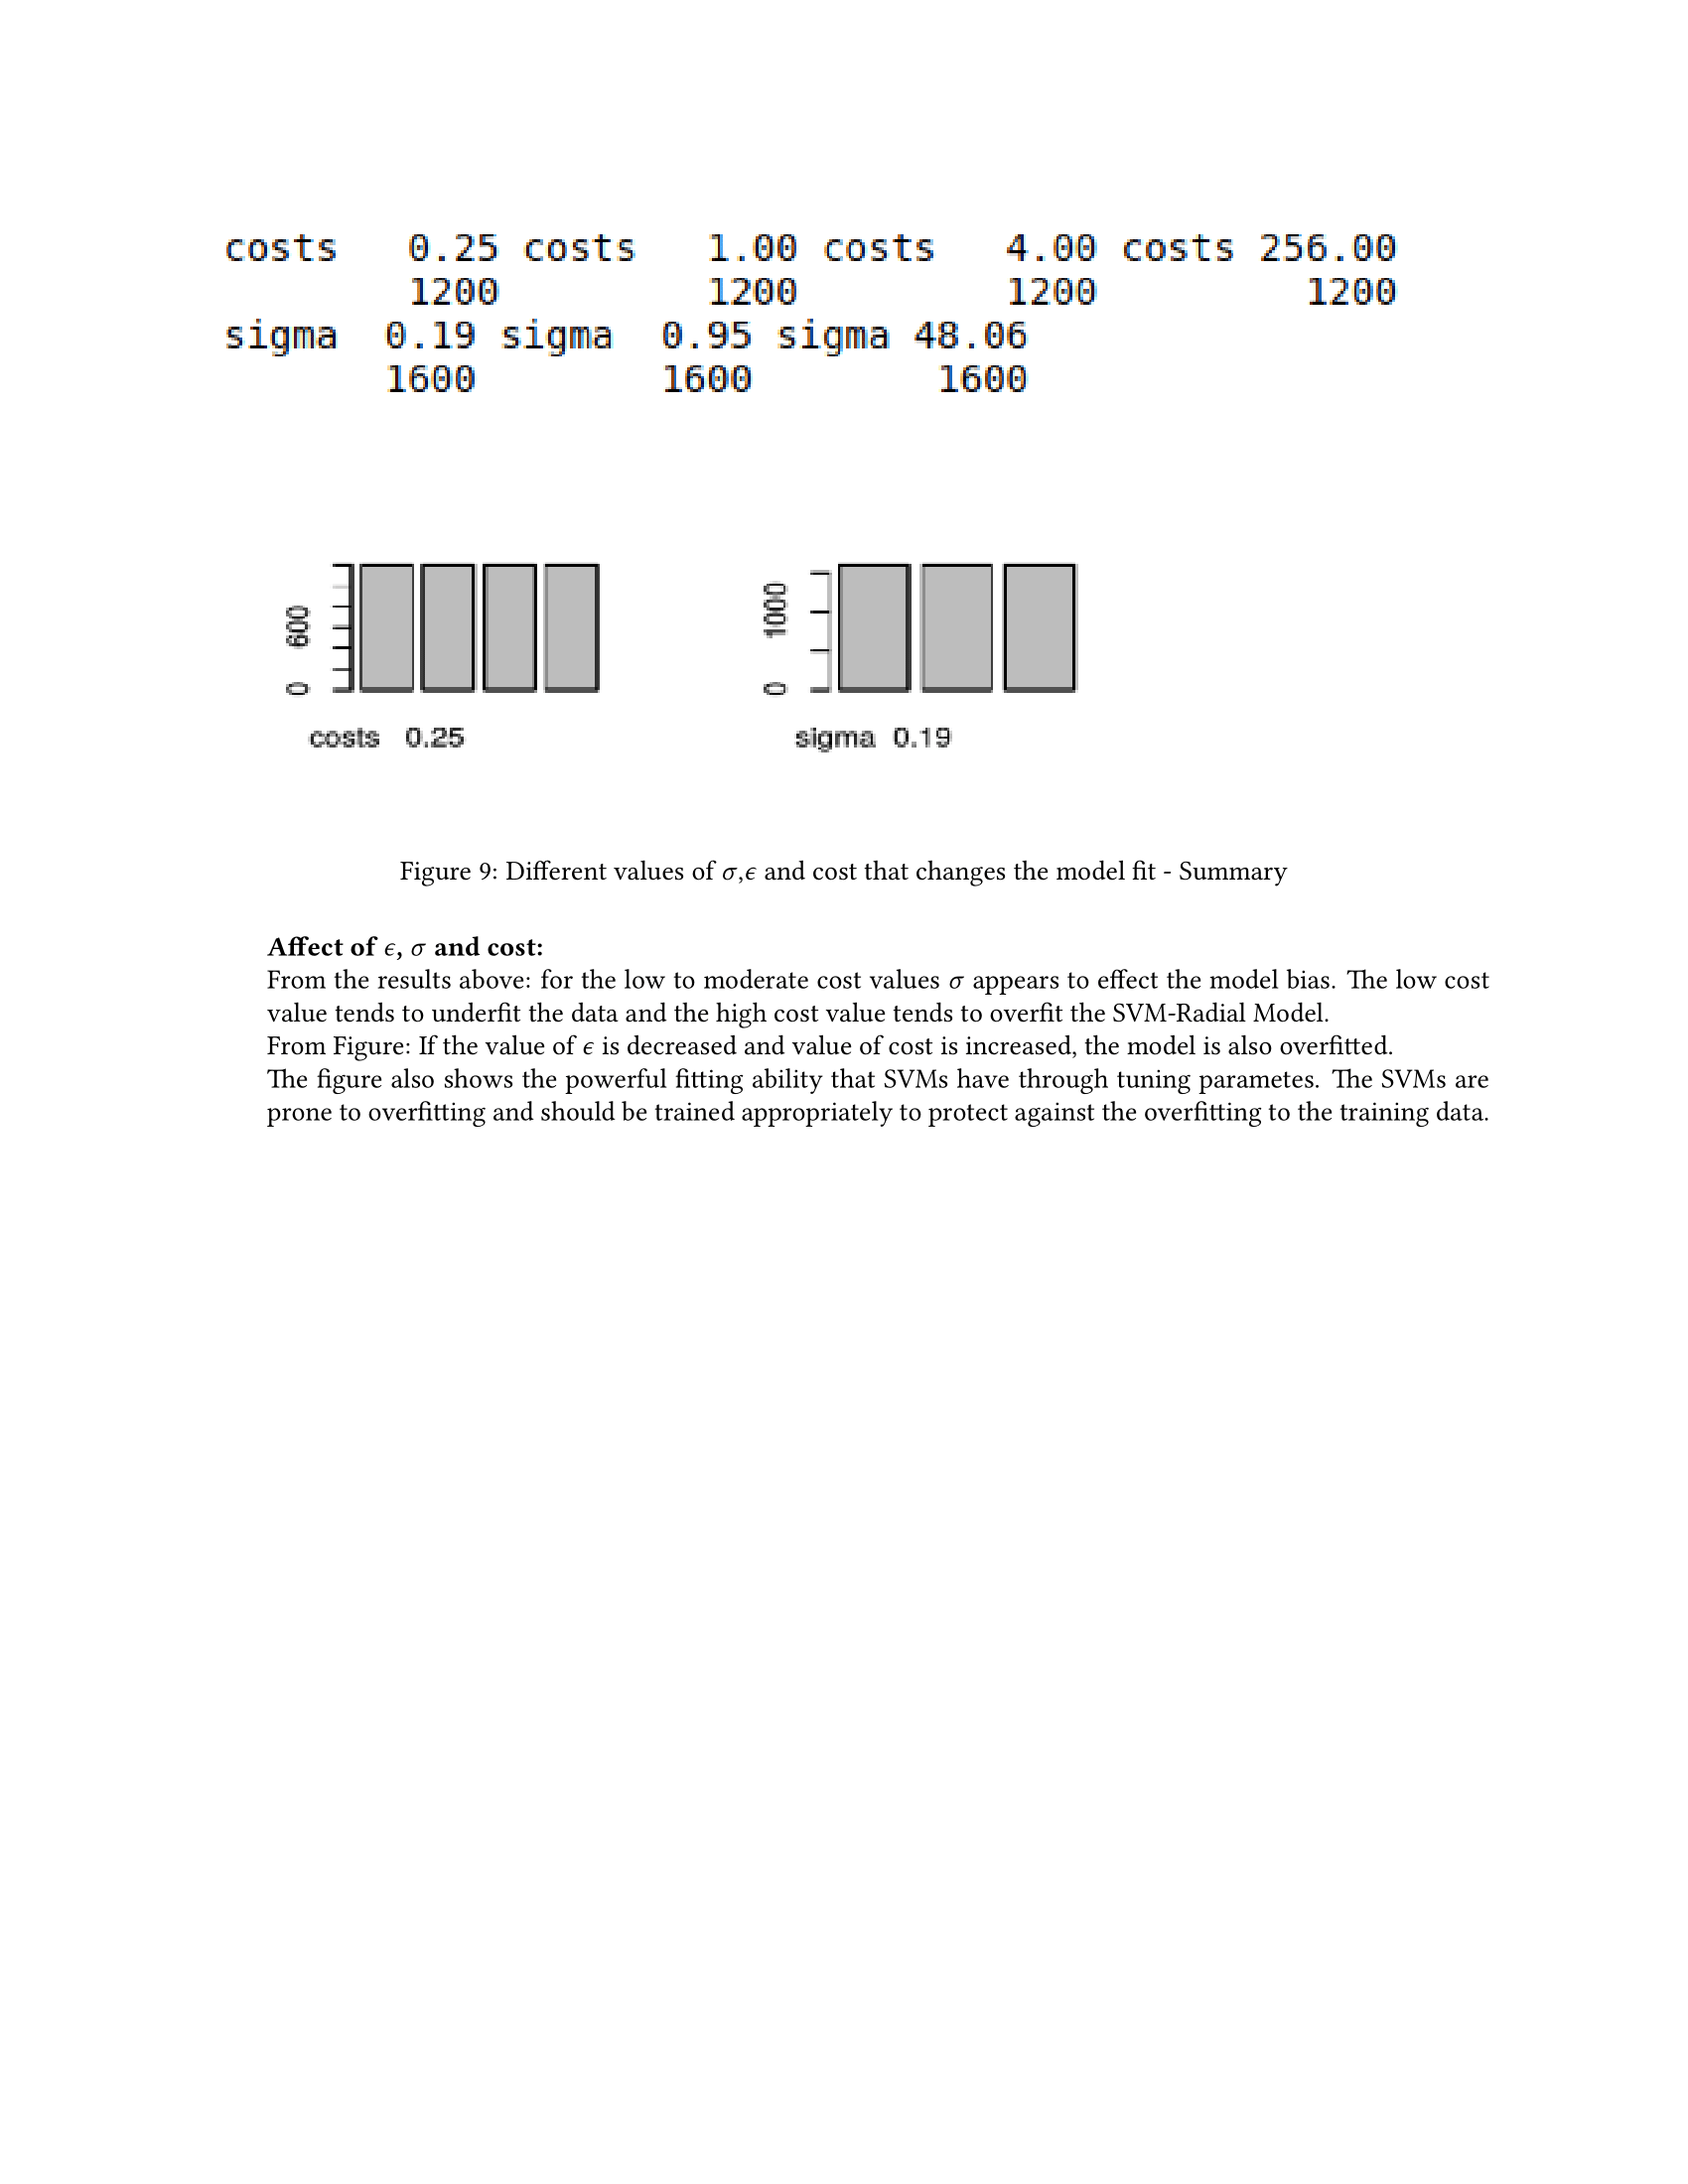 costs 0.25 costs 1.00 costs 4.00 costs 256.00
1200 1200 1200 1200
sigma 0.19 sigma 0.95 sigma 48.06
1600 1600 1600
600
0
costs 0.25
1000
0
sigma 0.19
Figure 9: Different values of σ,ϵ and cost that changes the model fit - Summary
Affect of ϵ, σ and cost:
From the results above: for the low to moderate cost values σ appears to effect the model bias. The low cost
value tends to underfit the data and the high cost value tends to overfit the SVM-Radial Model.
From Figure: If the value of ϵ is decreased and value of cost is increased, the model is also overfitted.
The figure also shows the powerful fitting ability that SVMs have through tuning parametes. The SVMs are
prone to overfitting and should be trained appropriately to protect against the overfitting to the training data.